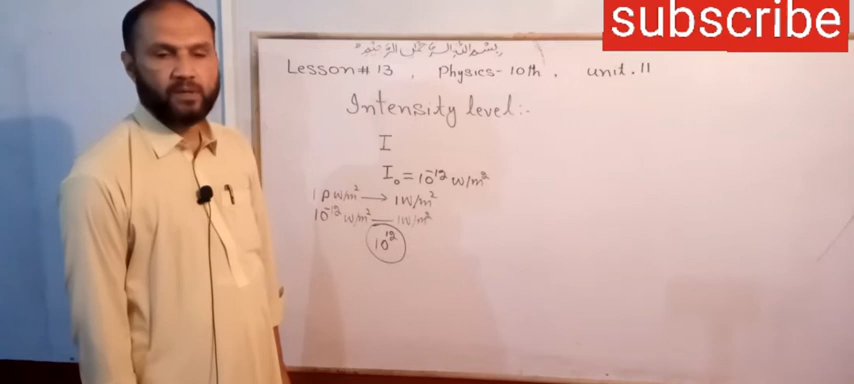 subscribe
بسم اللہ الرحمٰن الرحیم
Lesson# 13 , Physics-10th . unit.11
Intensity level:-
I
I₀ = 10⁻¹² W/m²
1 p W/m² → 1W/m²
10⁻¹² W/m² — 1W/m²
10¹²